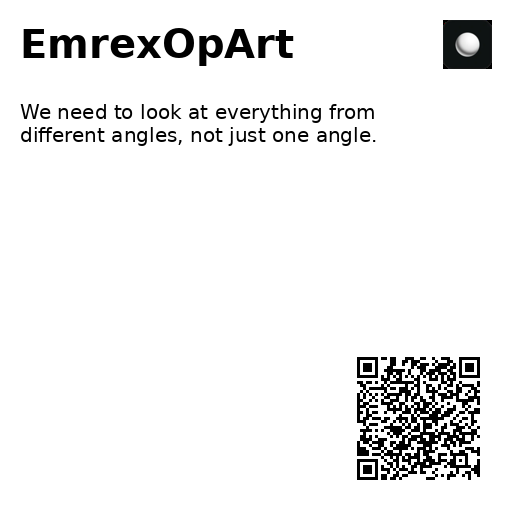 EmrexOpArt
We need to look at everything from
different angles, not just one angle.